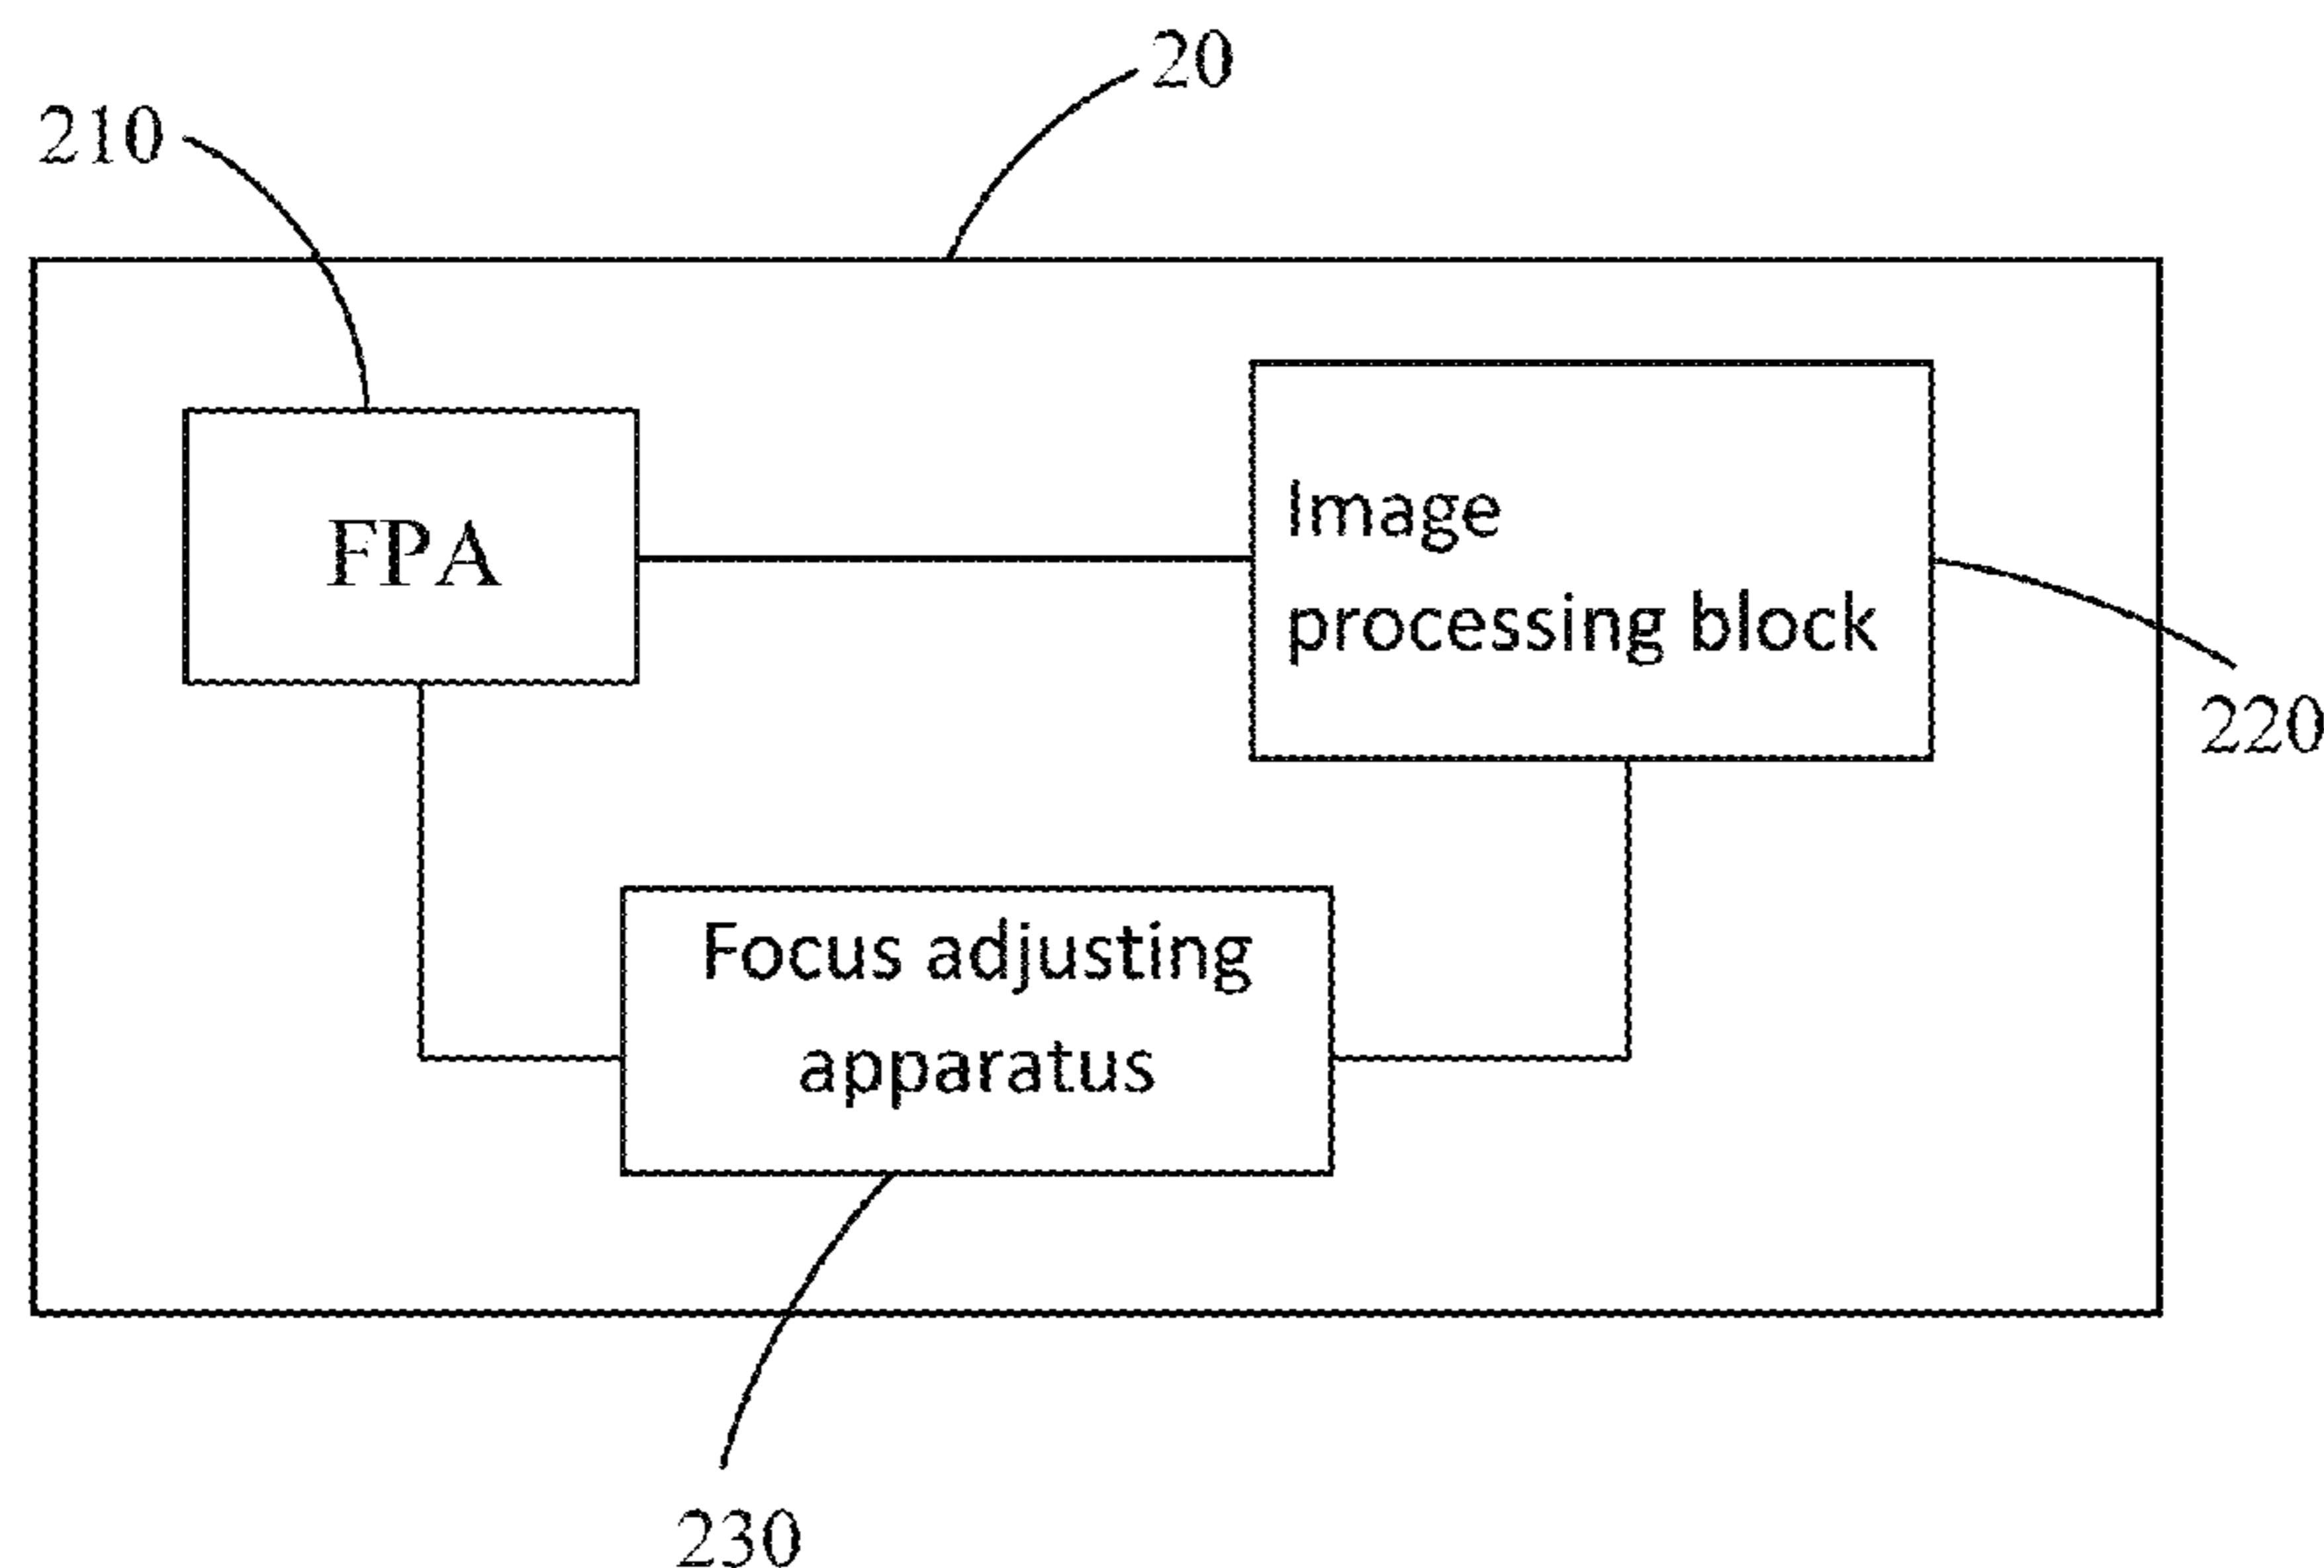 20
210
FPA
Image
processing block
220
Focus adjusting
apparatus
230